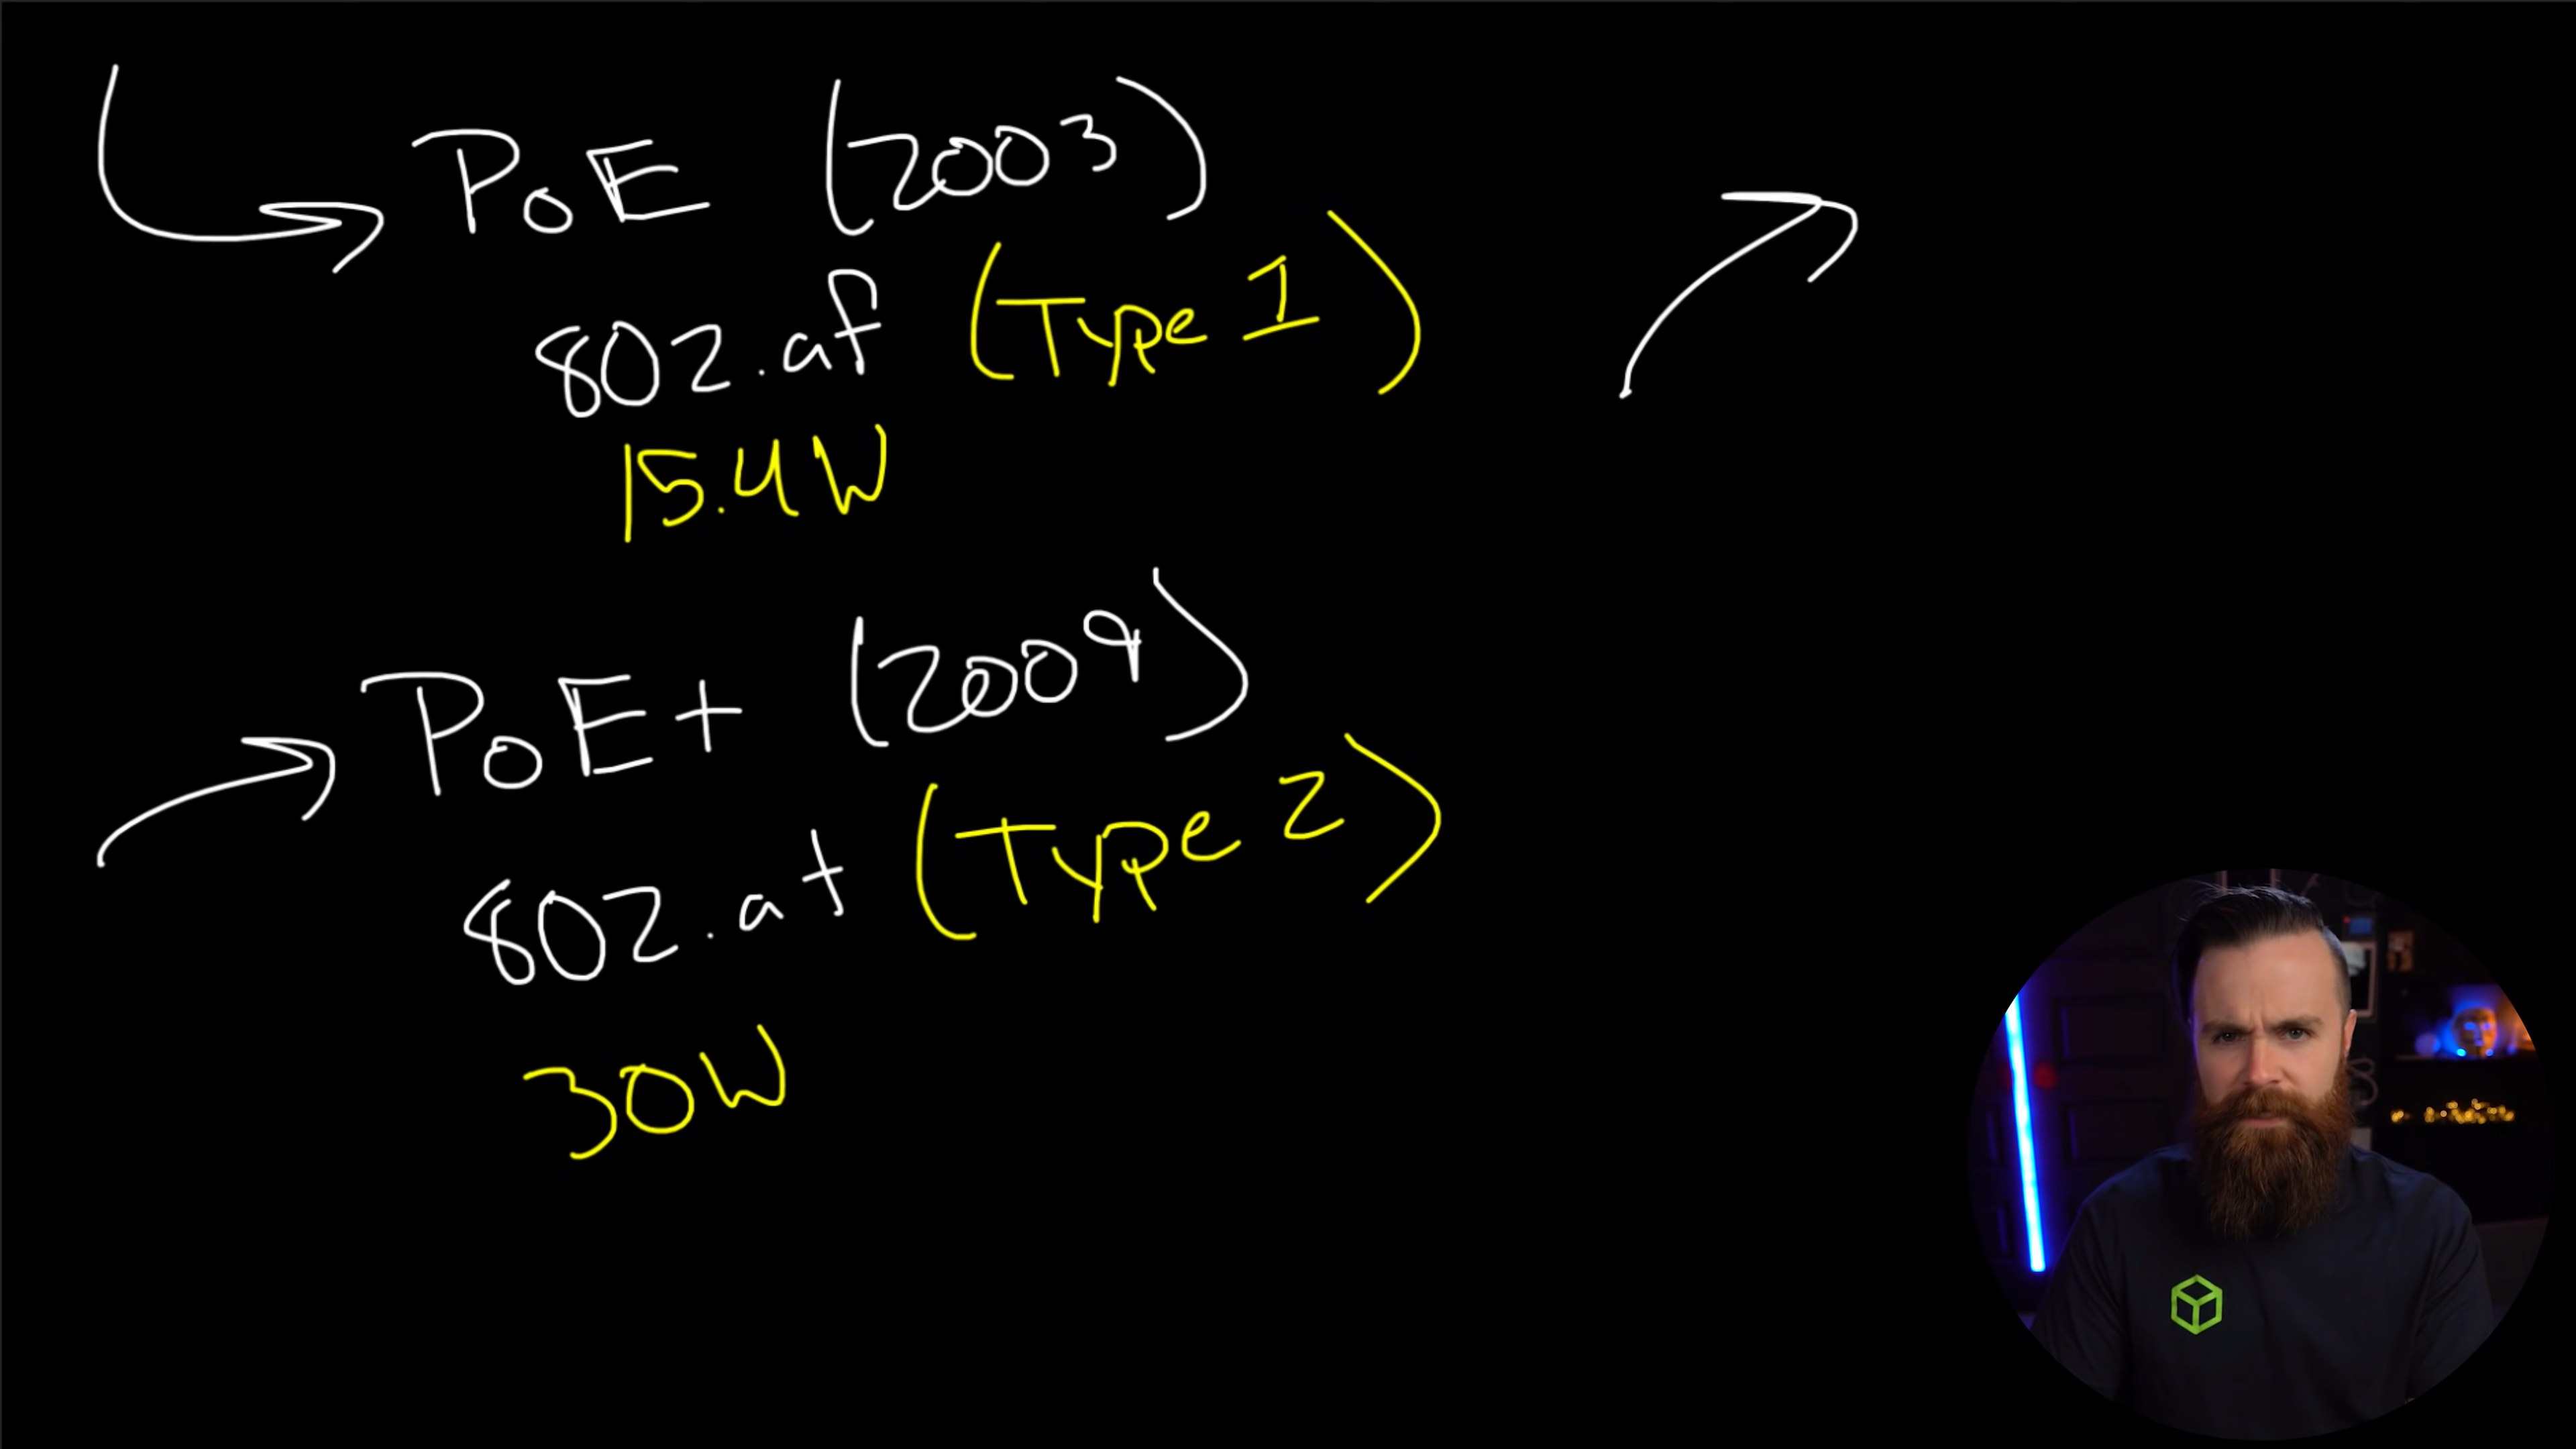 PoE (2003)
802.af (Type 1)
15.4W
PoE+ (2009)
802.at (Type 2)
30W